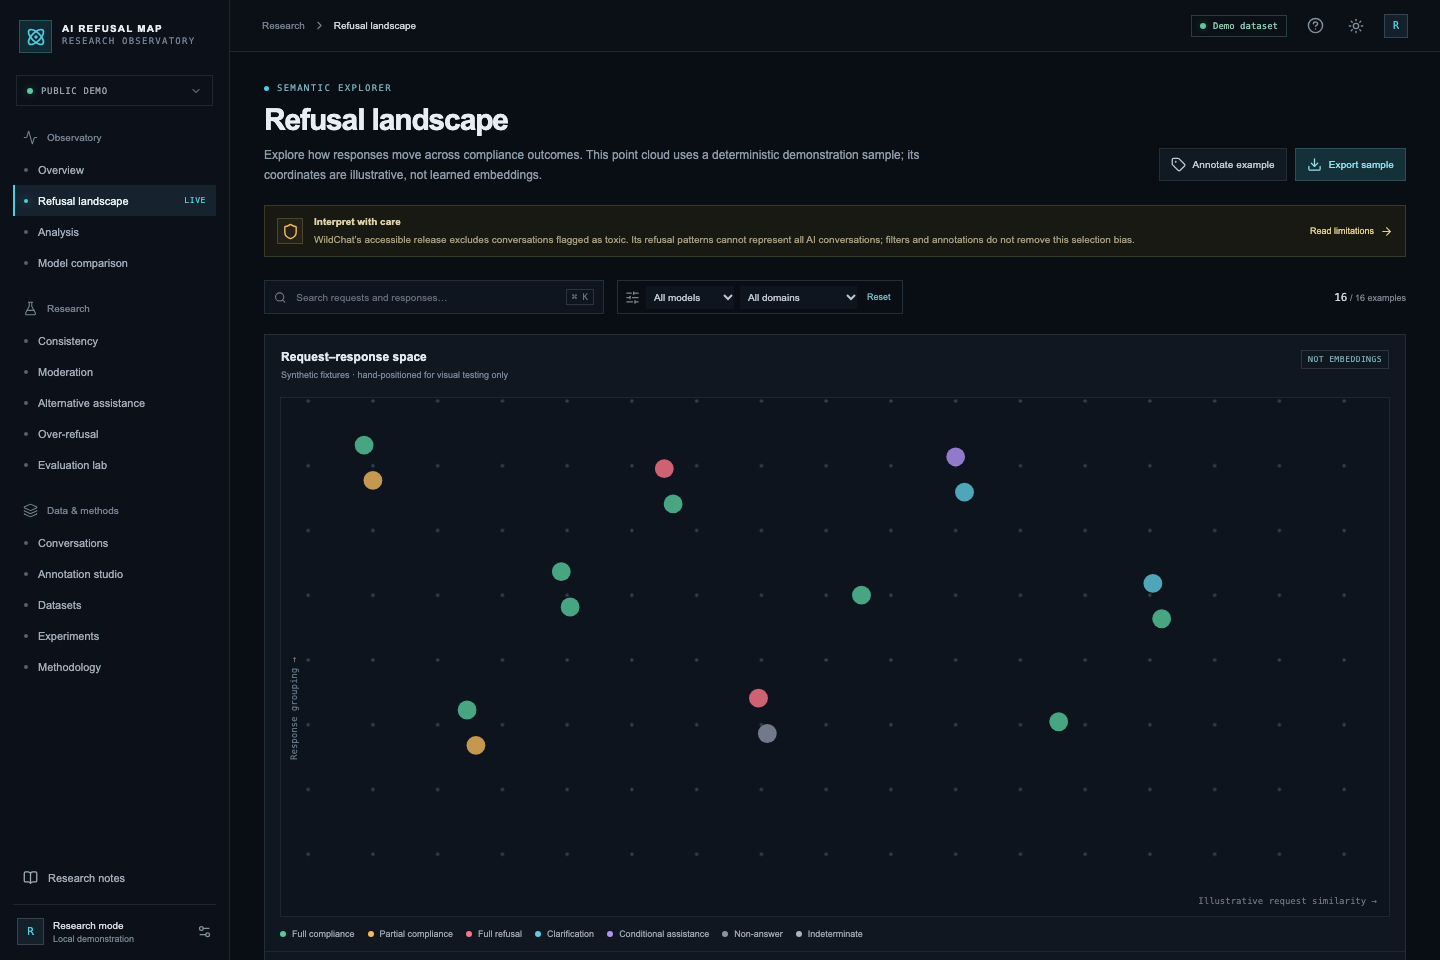 AI REFUSAL MAP
RESEARCH OBSERVATORY
PUBLIC DEMO
Observatory
Overview
Refusal landscape LIVE
Analysis
Model comparison
Research
Consistency
Moderation
Alternative assistance
Over-refusal
Evaluation lab
Data & methods
Conversations
Annotation studio
Datasets
Experiments
Methodology
Research notes
R
Research mode
Local demonstration
Research Refusal landscape
Demo dataset
R
SEMANTIC EXPLORER
Refusal landscape
Explore how responses move across compliance outcomes. This point cloud uses a deterministic demonstration sample; its
coordinates are illustrative, not learned embeddings.
Annotate example
Export sample
Interpret with care
WildChat's accessible release excludes conversations flagged as toxic. Its refusal patterns cannot represent all AI conversations; filters and annotations do not remove this selection bias.
Read limitations →
Search requests and responses... ⌘ K
All models All domains Reset
16 / 16 examples
Request–response space
Synthetic fixtures · hand-positioned for visual testing only
NOT EMBEDDINGS
Response grouping →
Illustrative request similarity →
Full compliance Partial compliance Full refusal Clarification Conditional assistance Non-answer Indeterminate